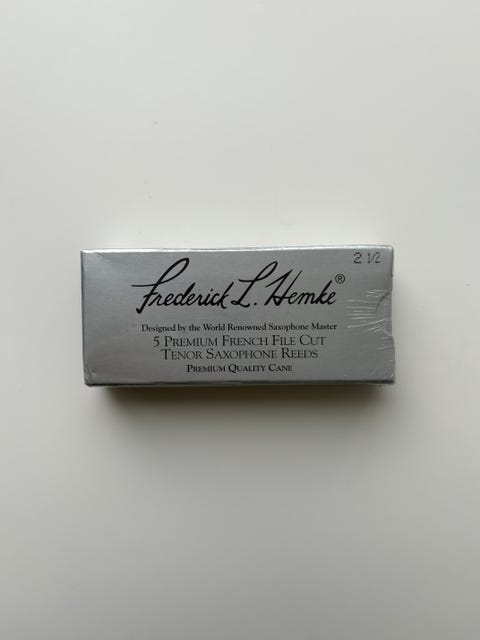 2 1/2
Frederick L. Hemke®
Designed by the World Renowned Saxophone Master
5 Premium French File Cut
Tenor Saxophone Reeds
Premium Quality Cane